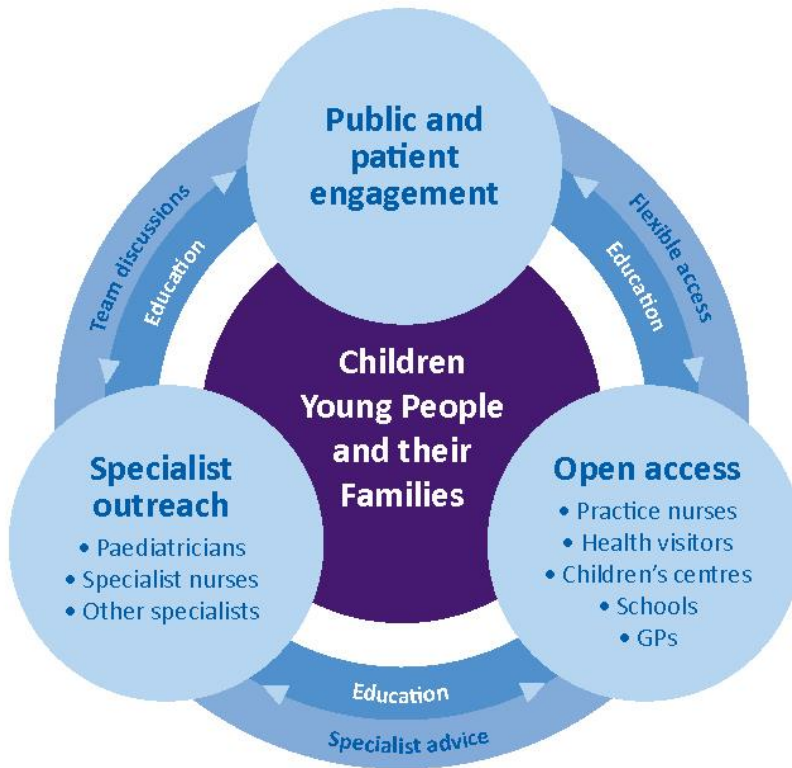 Public and
patient
engagement
Team discussions
Education
Flexible access
Education
Children
Young People
and their
Families
Specialist
outreach
• Paediatricians
• Specialist nurses
• Other specialists
Open access
• Practice nurses
• Health visitors
• Children's centres
• Schools
• GPs
Education
Specialist advice